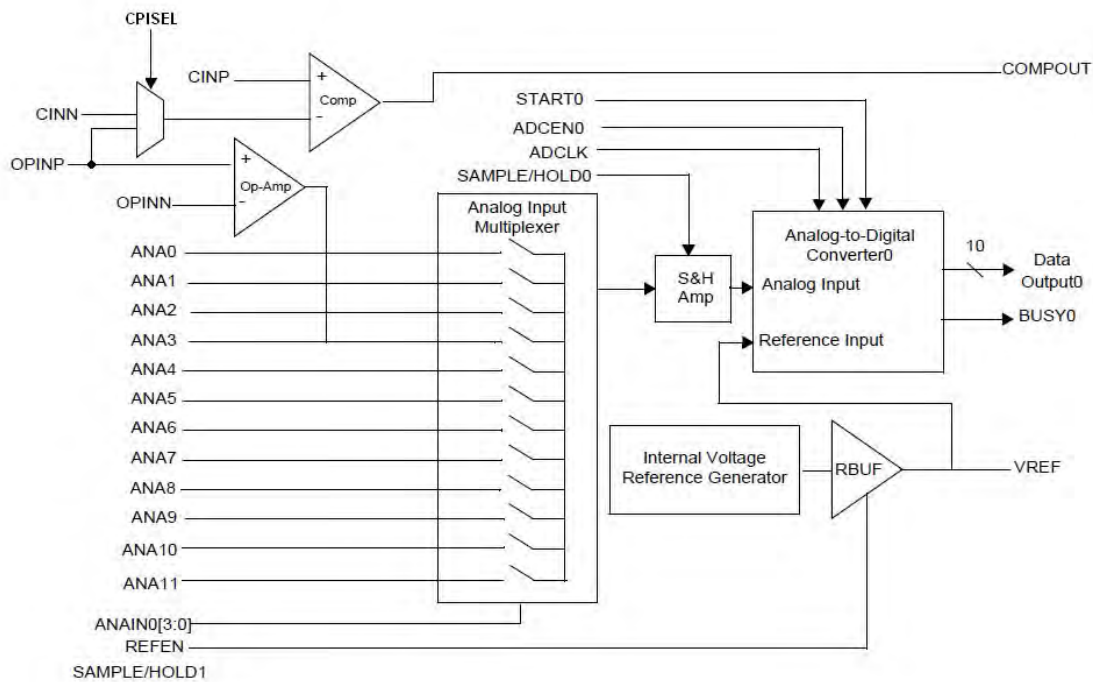 CPISEL
CINP
+
Comp
-
COMPOUT
CINN
START0
ADCEN0
ADCLK
OPINP
+
Op-Amp
-
OPINN
SAMPLE/HOLD0
Analog Input
Multiplexer
ANA0
ANA1
ANA2
ANA3
ANA4
ANA5
ANA6
ANA7
ANA8
ANA9
ANA10
ANA11
S&H
Amp
Analog-to-Digital
Converter0
Analog Input
Reference Input
10
Data
Output0
BUSY0
Internal Voltage
Reference Generator
RBUF
VREF
ANAIN0[3:0]
REFEN
SAMPLE/HOLD1